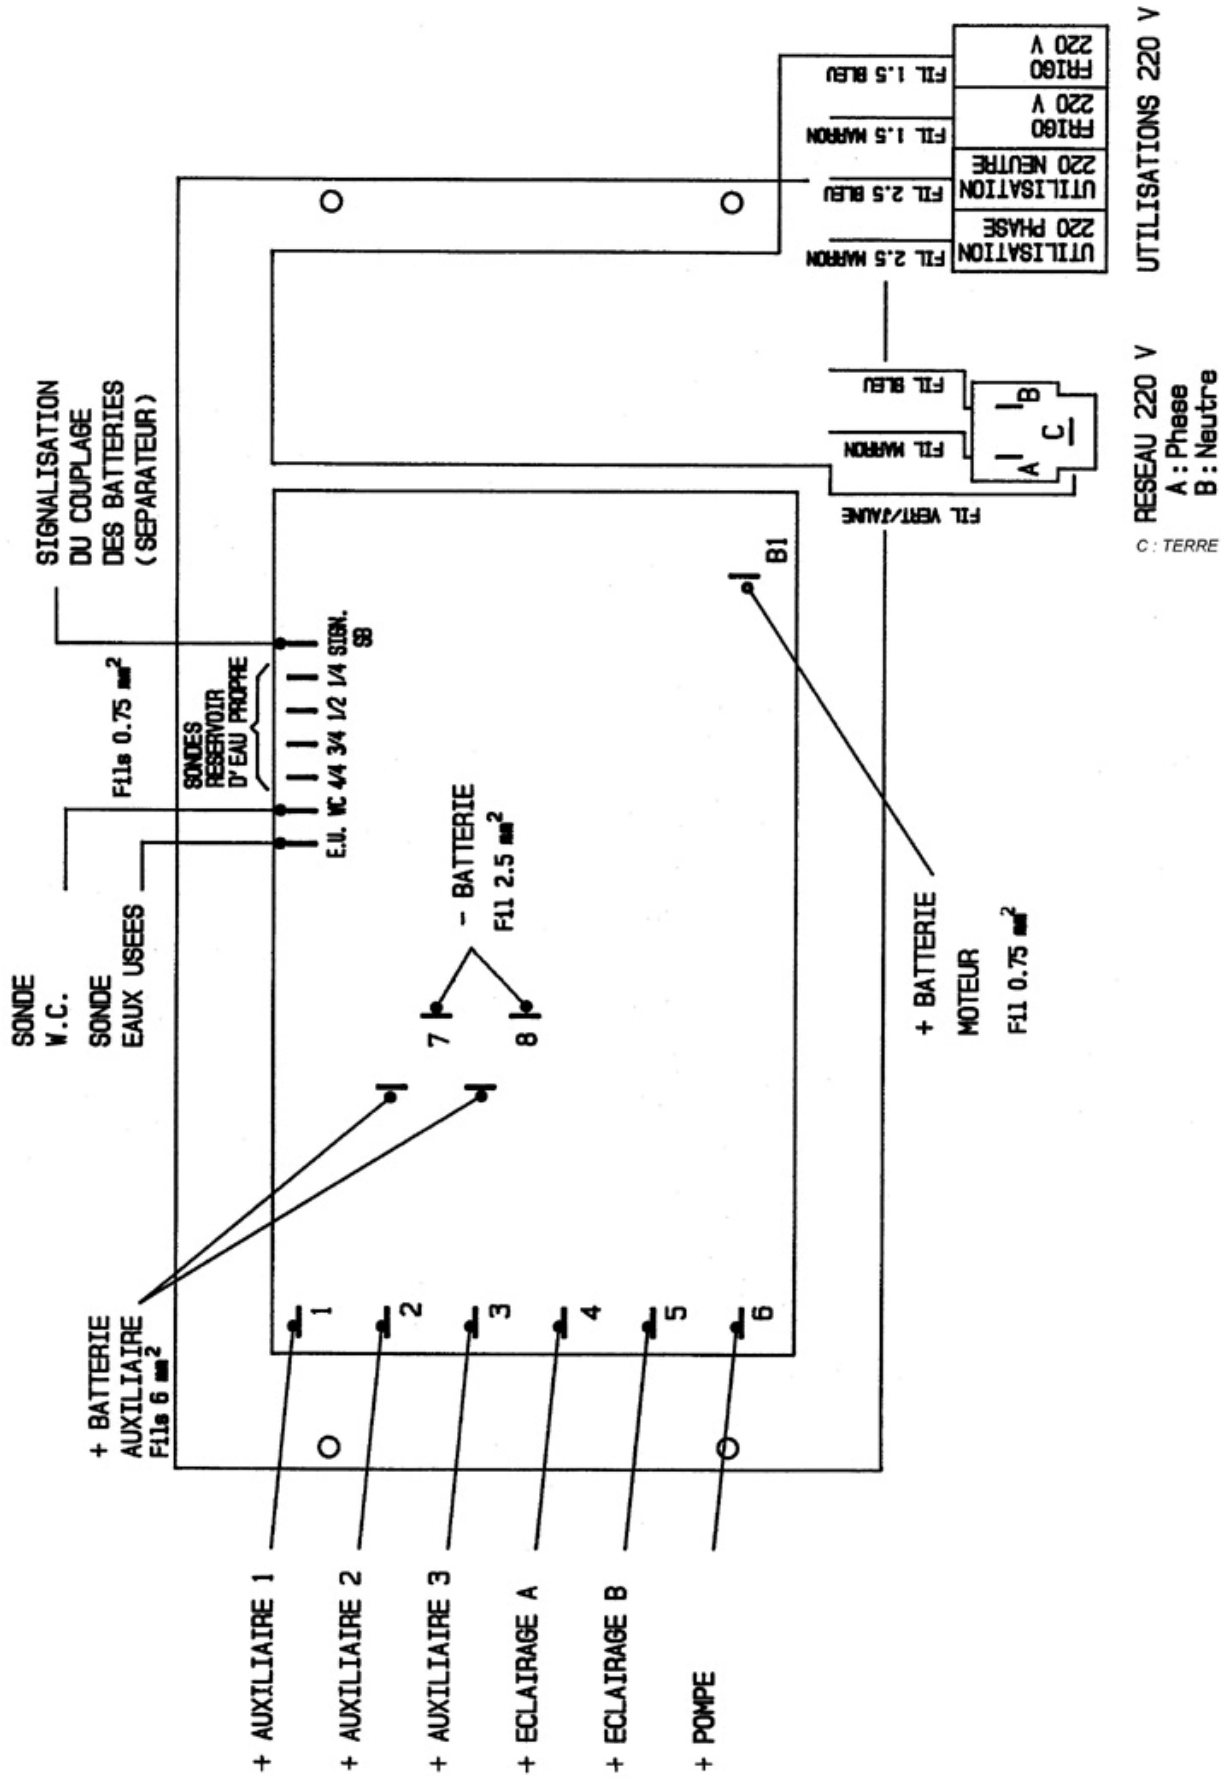 SIGNALISATION
DU COUPLAGE
DES BATTERIES
(SEPARATEUR)
Fils 0.75 mm²
SONDES
RESERVOIR
D'EAU PROPRE
E.U. WC 4/4 3/4 1/2 1/4 SIGN.
SB
SONDE
W.C.
SONDE
EAUX USEES
+ BATTERIE
AUXILIAIRE
Fils 6 mm²
- BATTERIE
Fil 2.5 mm²
7
8
B1
+ BATTERIE
MOTEUR
Fil 0.75 mm²
1
2
3
4
5
6
+ AUXILIAIRE 1
+ AUXILIAIRE 2
+ AUXILIAIRE 3
+ ECLAIRAGE A
+ ECLAIRAGE B
+ POMPE
FIL 1.5 BLEU
FIL 1.5 MARRON
FIL 2.5 BLEU
FIL 2.5 MARRON
FRIGO
220 V
FRIGO
220 V
UTILISATION
220 NEUTRE
UTILISATION
220 PHASE
UTILISATIONS 220 V
FIL BLEU
FIL MARRON
FIL VERT/JAUNE
A
B
C
RESEAU 220 V
A : Phase
B : Neutre
C : TERRE